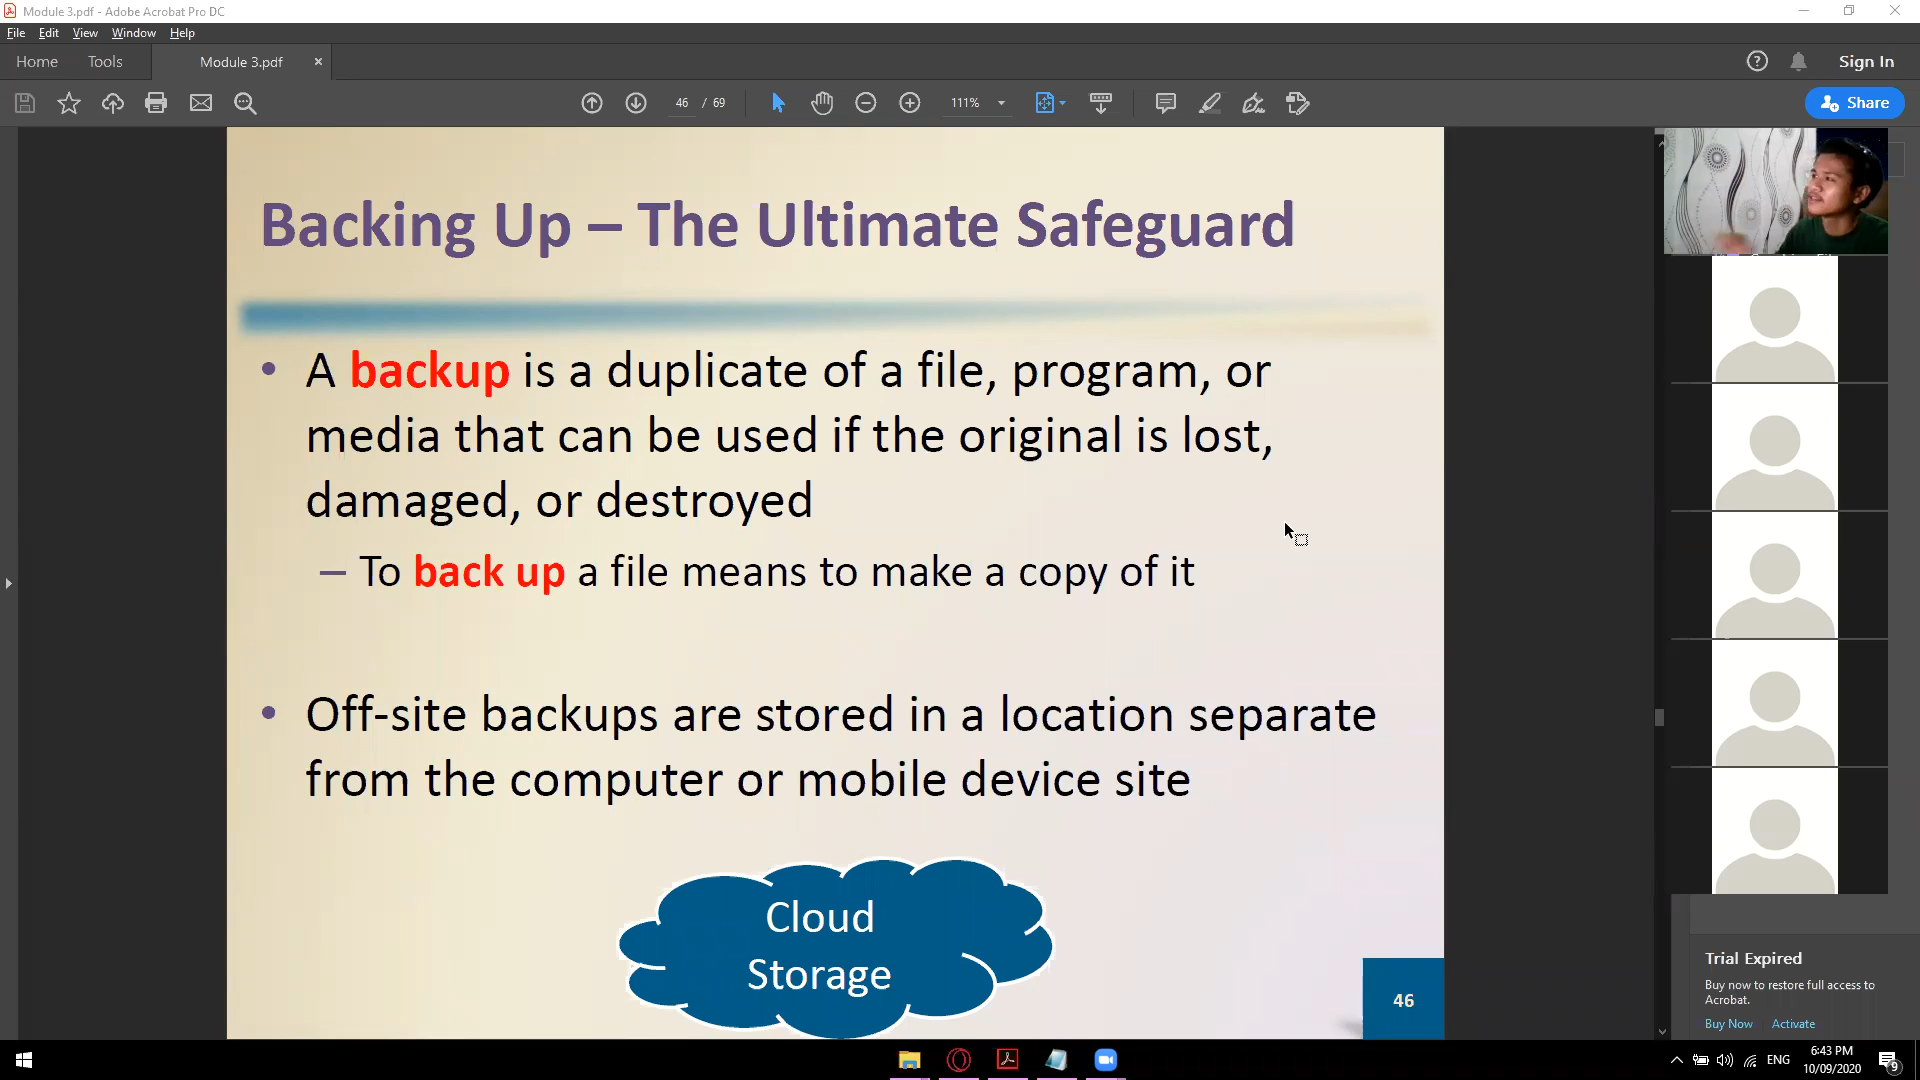 Module 3.pdf - Adobe Acrobat Pro DC
File Edit View Window Help
Home Tools Module 3.pdf × Sign In
46 / 69 111% Share
Backing Up – The Ultimate Safeguard
• A backup is a duplicate of a file, program, or
media that can be used if the original is lost,
damaged, or destroyed
– To back up a file means to make a copy of it
• Off-site backups are stored in a location separate
from the computer or mobile device site
Cloud
Storage
46
Trial Expired
Buy now to restore full access to
Acrobat.
Buy Now Activate
ENG
6:43 PM
10/09/2020
9